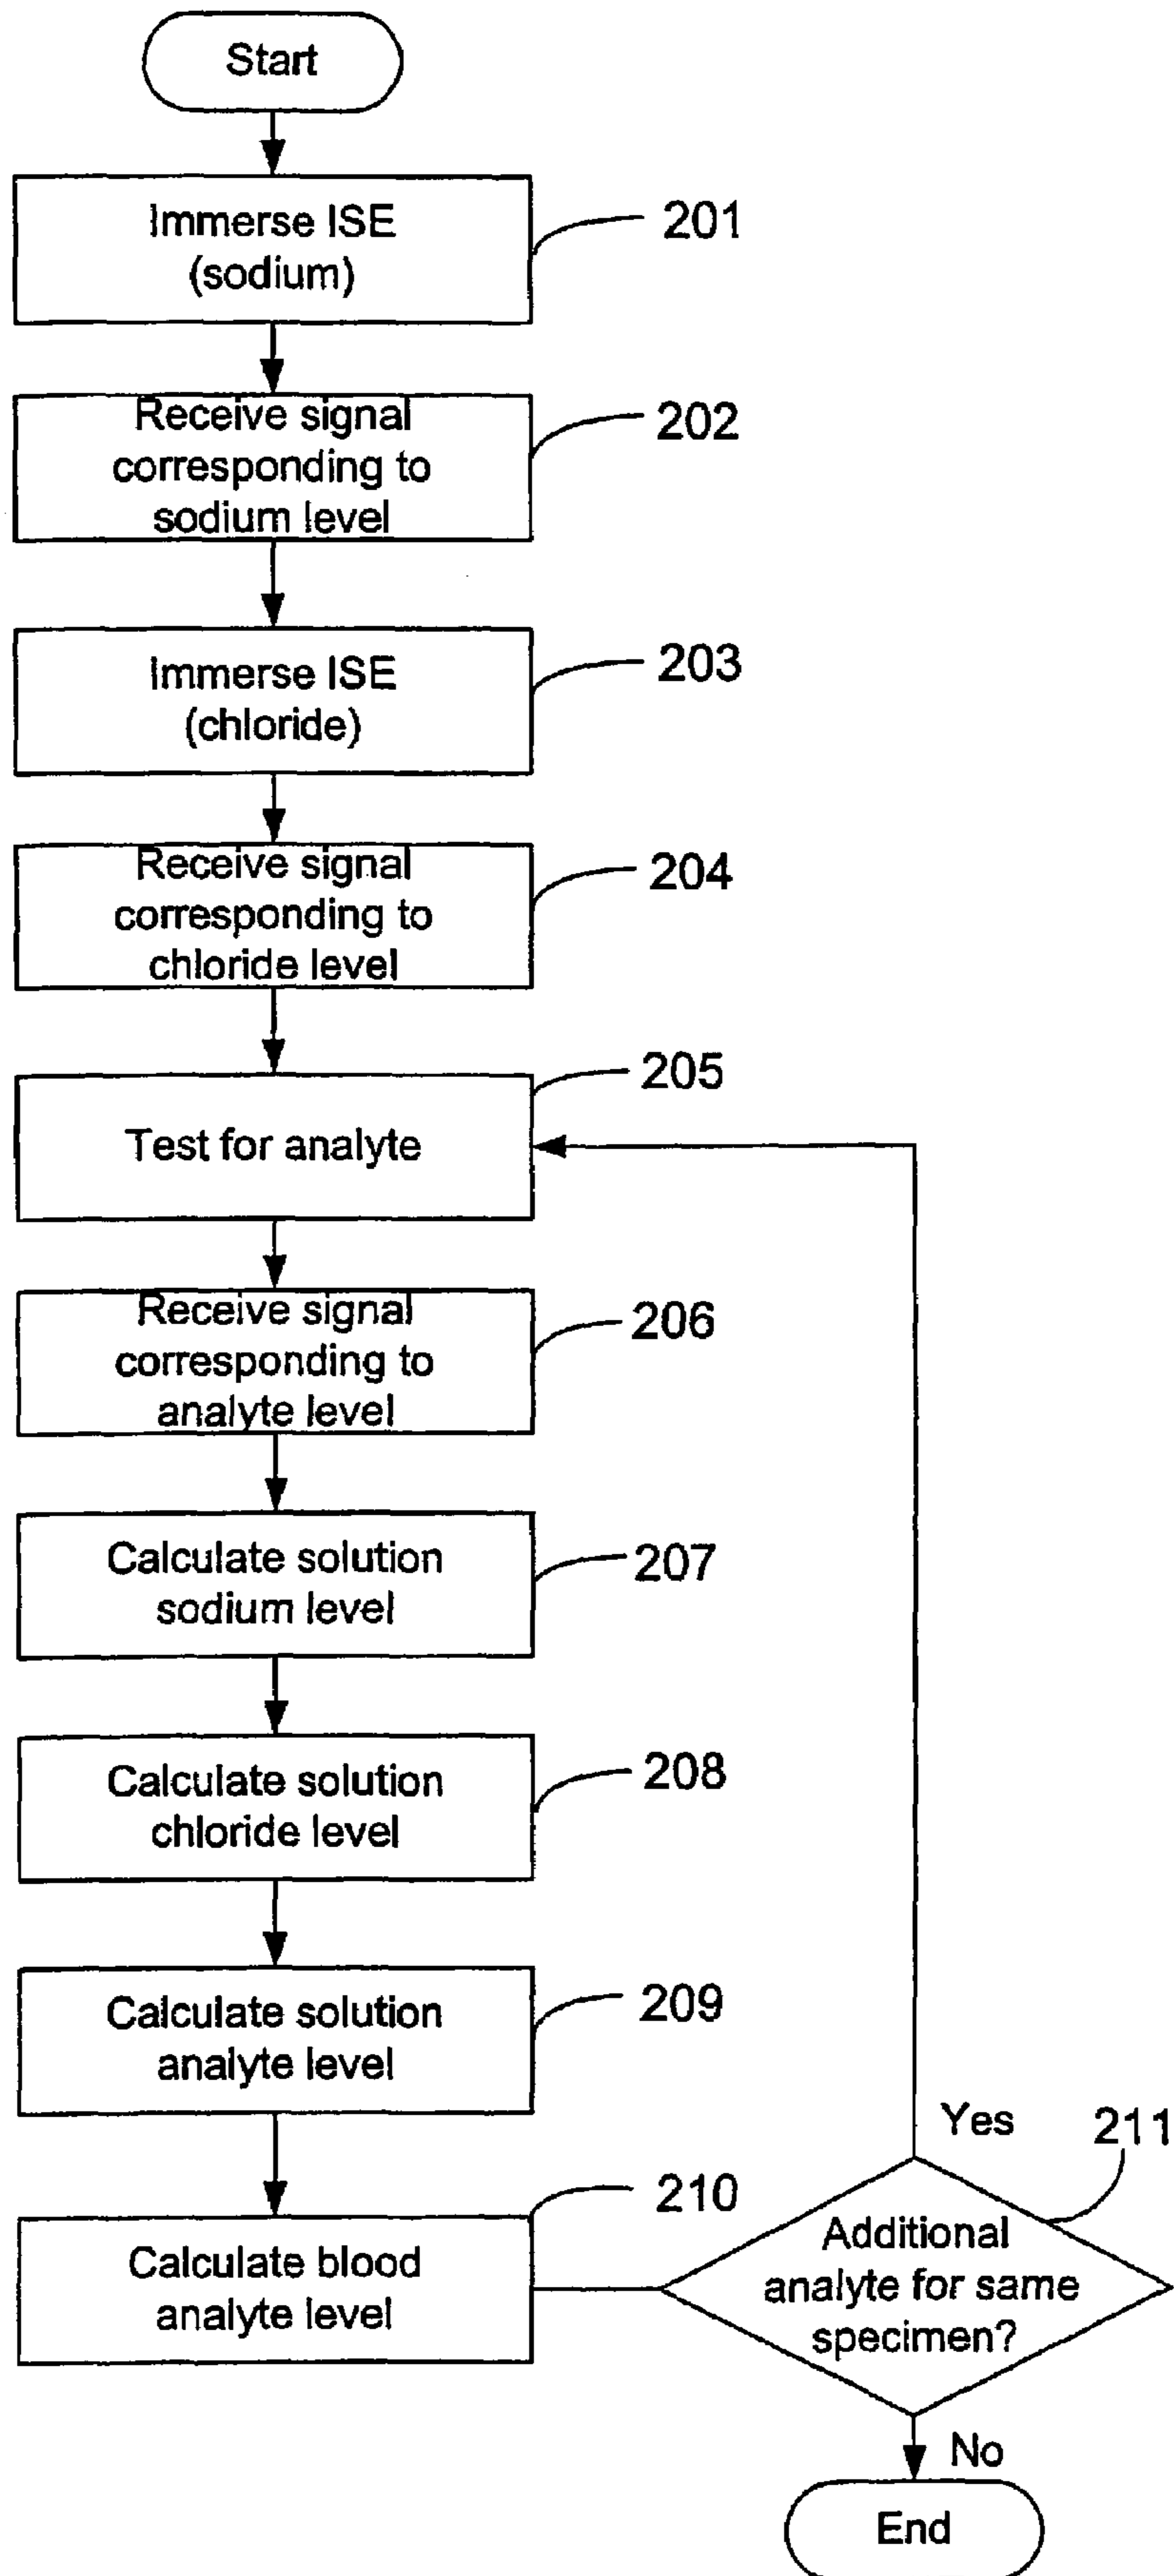 Start
Immerse ISE
(sodium)
201
Receive signal
corresponding to
sodium level
202
Immerse ISE
(chloride)
203
Receive signal
corresponding to
chloride level
204
Test for analyte
205
Receive signal
corresponding to
analyte level
206
Calculate solution
sodium level
207
Calculate solution
chloride level
208
Calculate solution
analyte level
209
Calculate blood
analyte level
210
Yes
211
Additional
analyte for same
specimen?
No
End